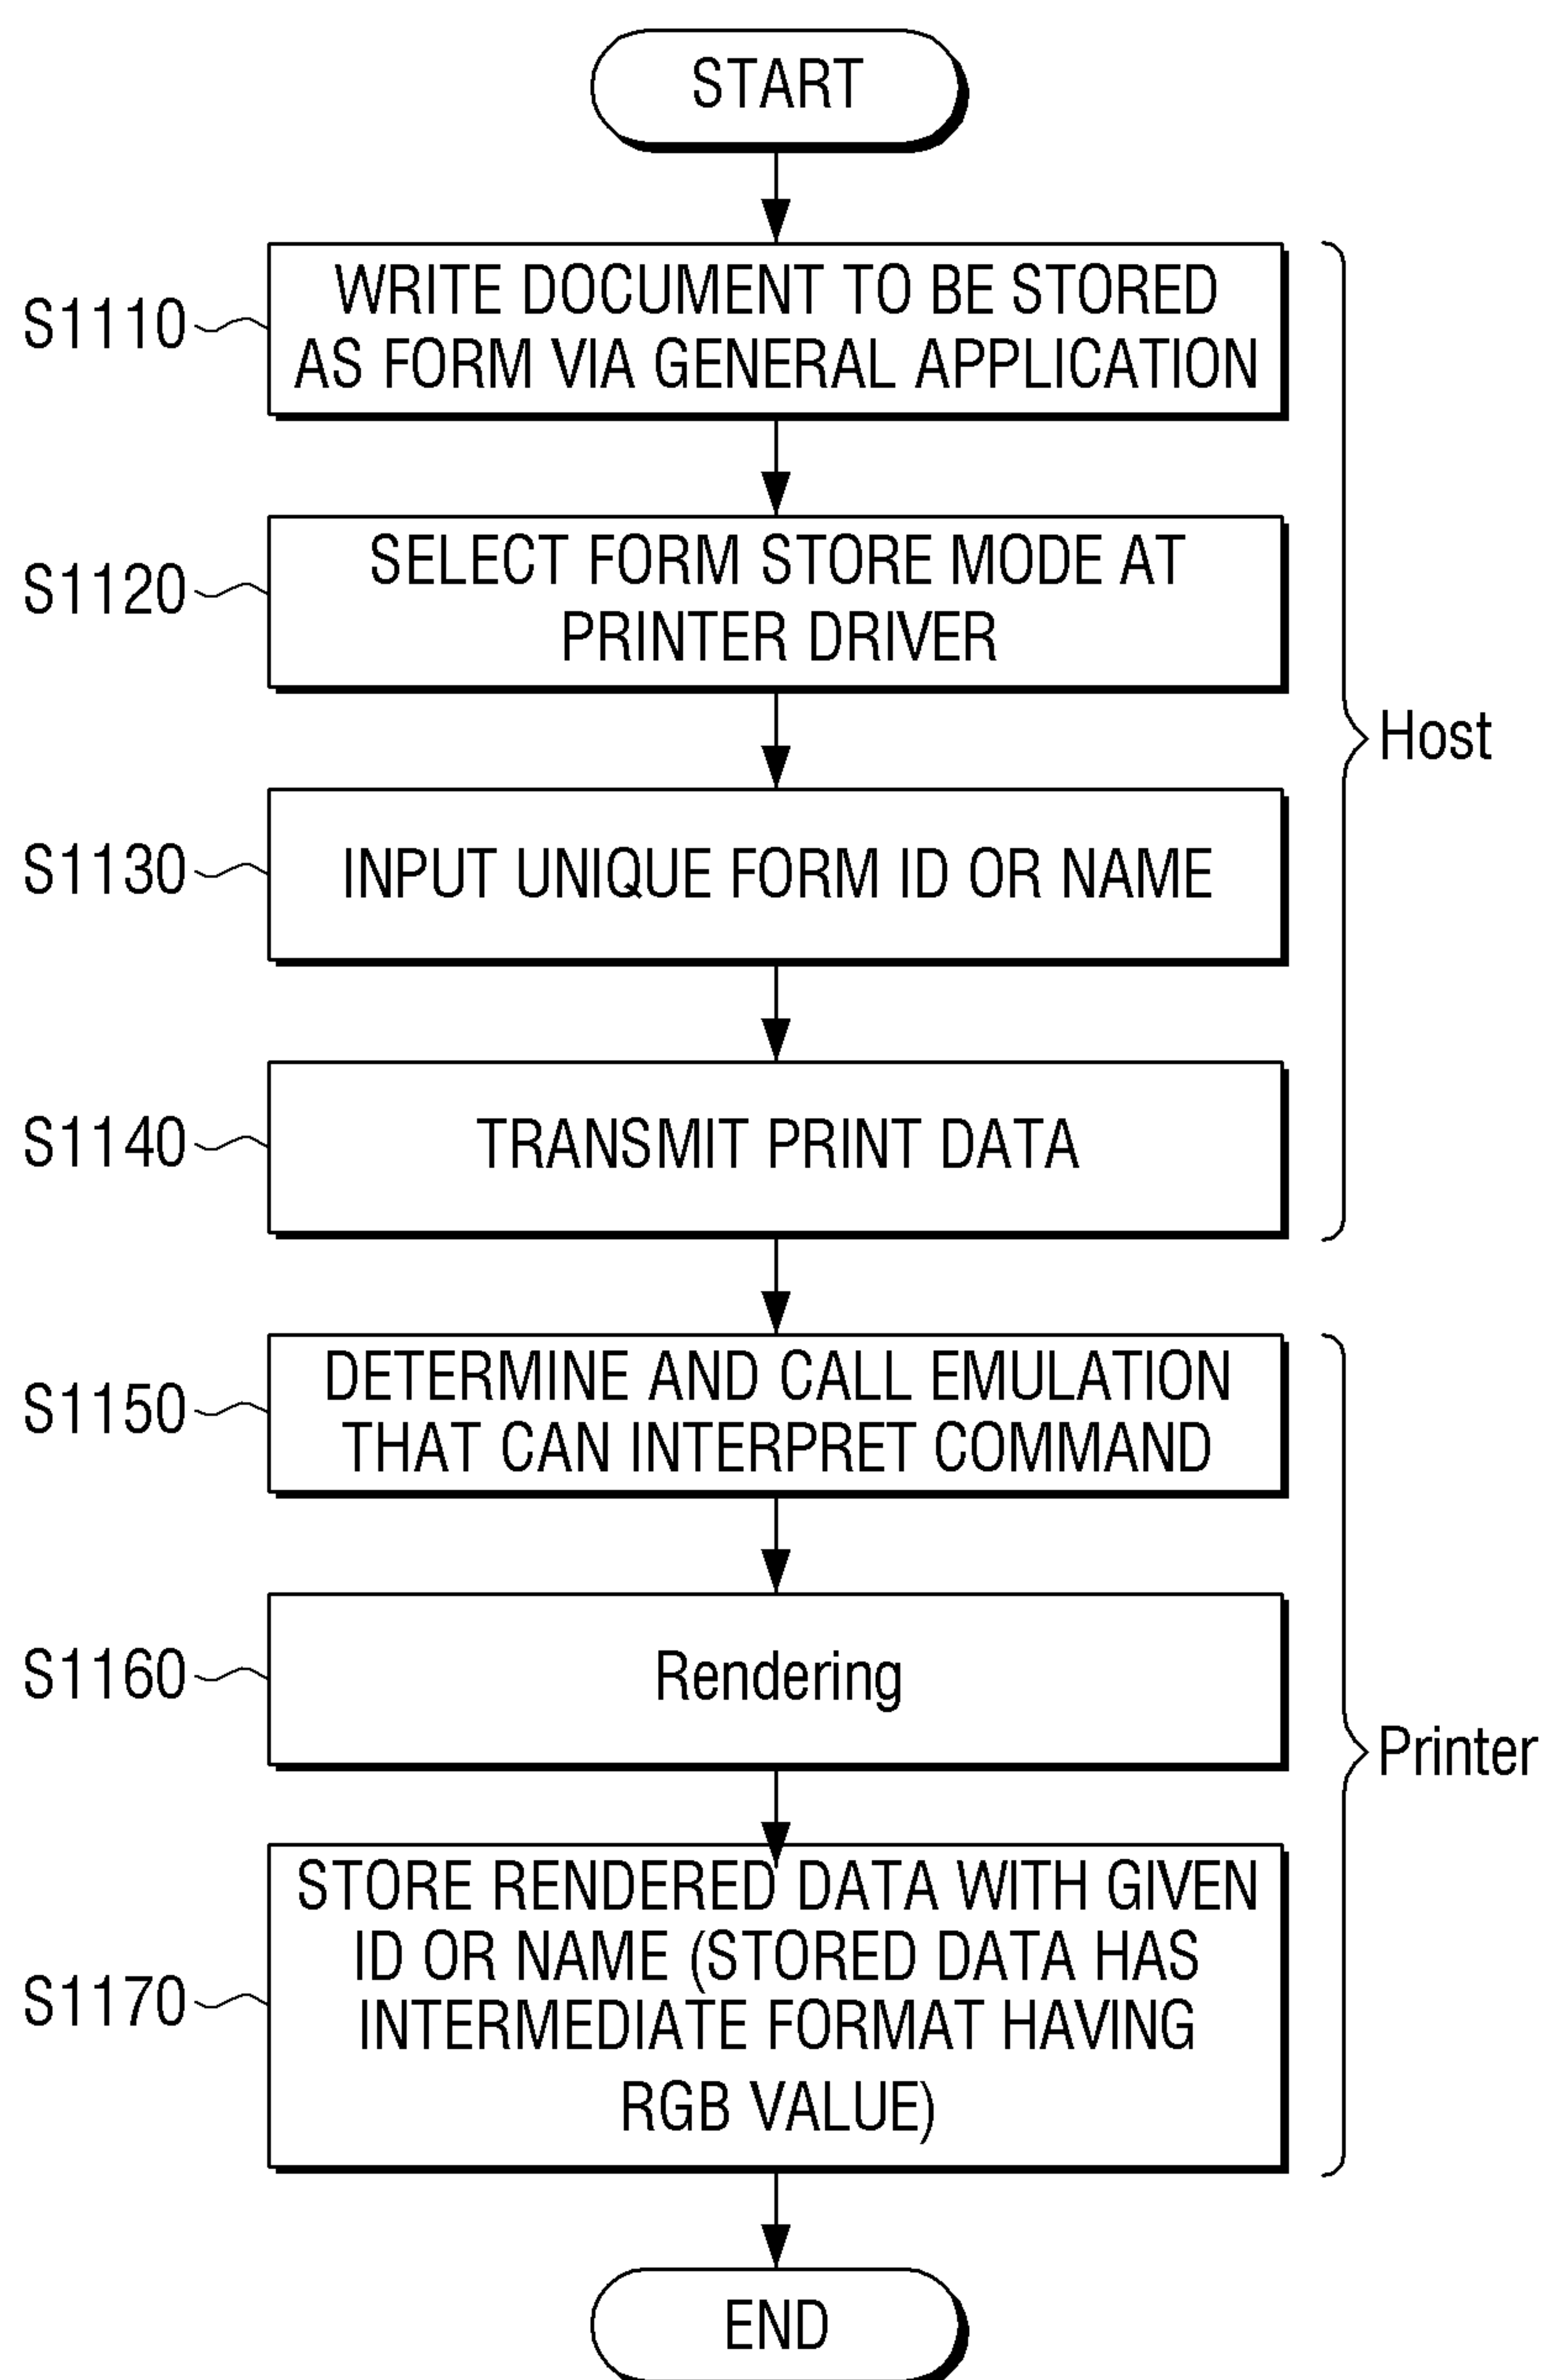 START
S1110
WRITE DOCUMENT TO BE STORED
AS FORM VIA GENERAL APPLICATION
S1120
SELECT FORM STORE MODE AT
PRINTER DRIVER
Host
S1130
INPUT UNIQUE FORM ID OR NAME
S1140
TRANSMIT PRINT DATA
S1150
DETERMINE AND CALL EMULATION
THAT CAN INTERPRET COMMAND
S1160
Rendering
Printer
S1170
STORE RENDERED DATA WITH GIVEN
ID OR NAME (STORED DATA HAS
INTERMEDIATE FORMAT HAVING
RGB VALUE)
END